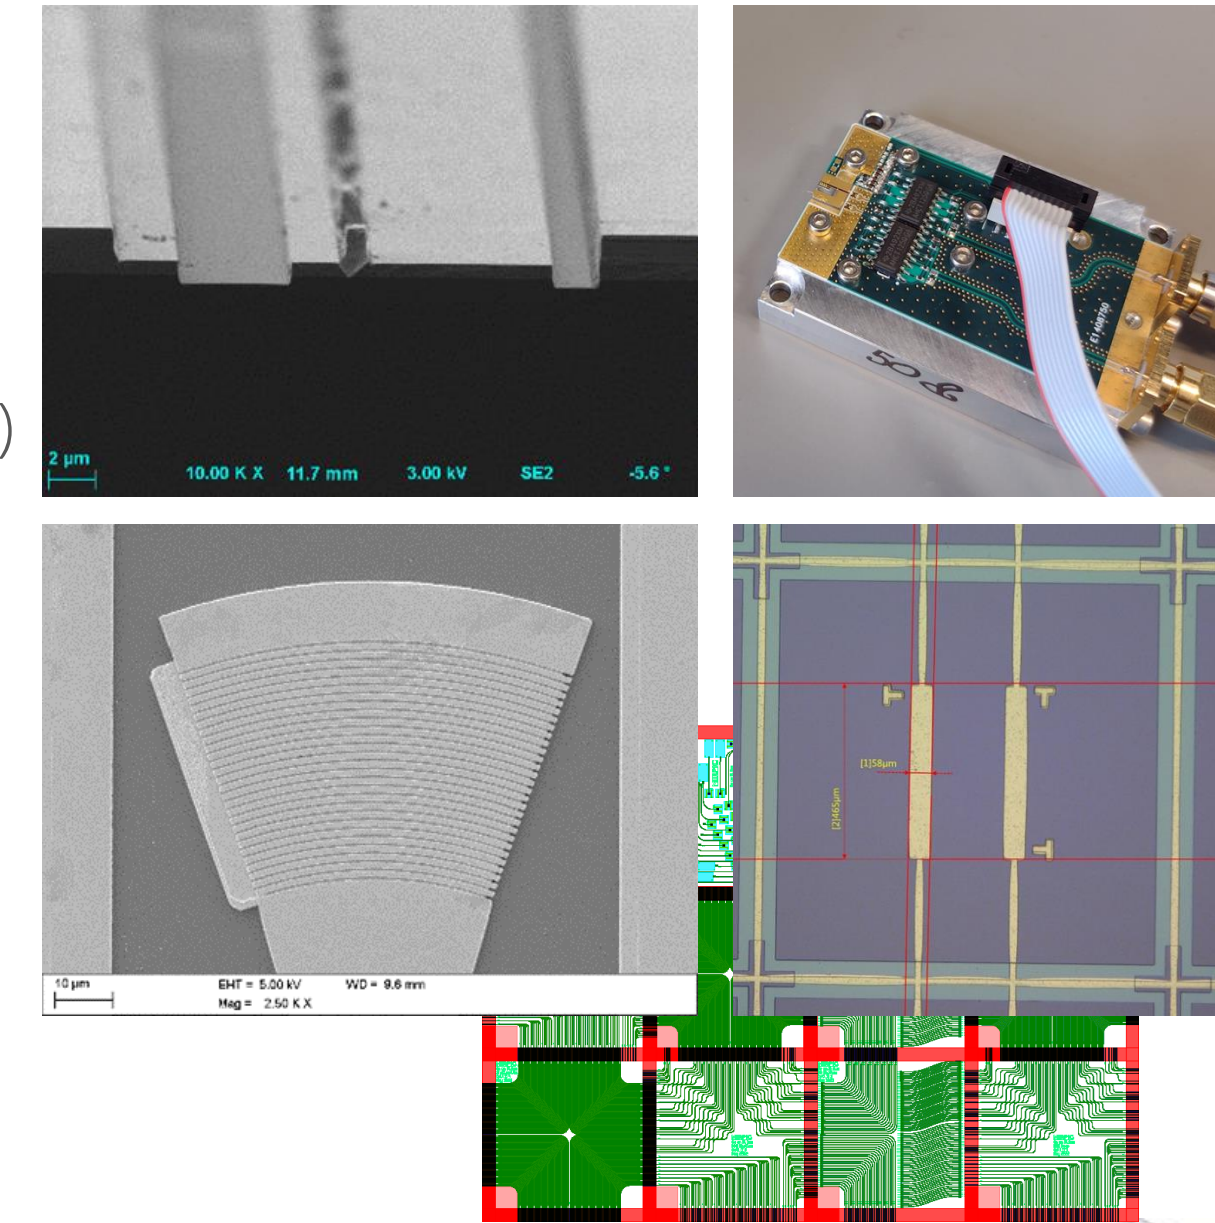 )
2 µm
10.00 K X 11.7 mm 3.00 kV SE2 -5.6 °
E1408750
508
10 µm
EHT = 5.00 kV WD = 9.6 mm
Mag = 2.50 K X
[1]58µm
[2]465µm